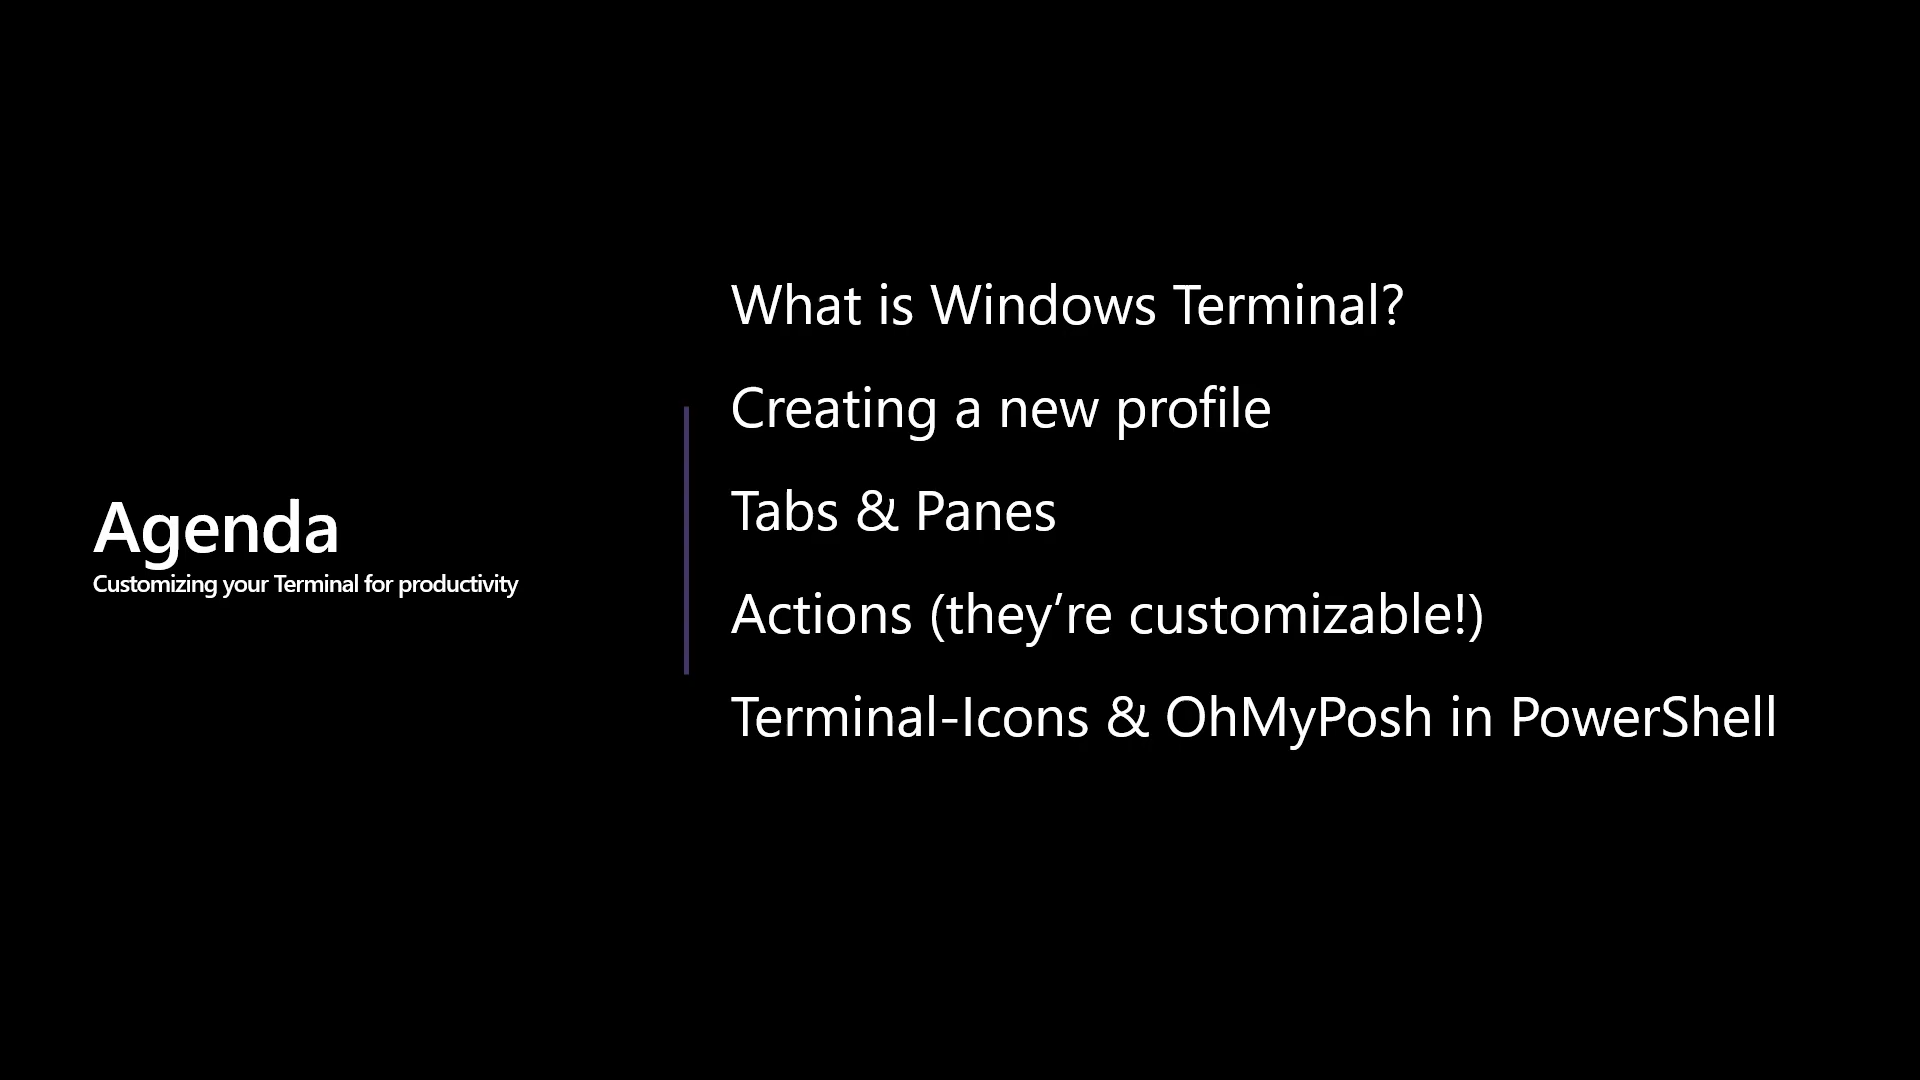 Agenda
Customizing your Terminal for productivity
What is Windows Terminal?
Creating a new profile
Tabs & Panes
Actions (they’re customizable!)
Terminal-Icons & OhMyPosh in PowerShell